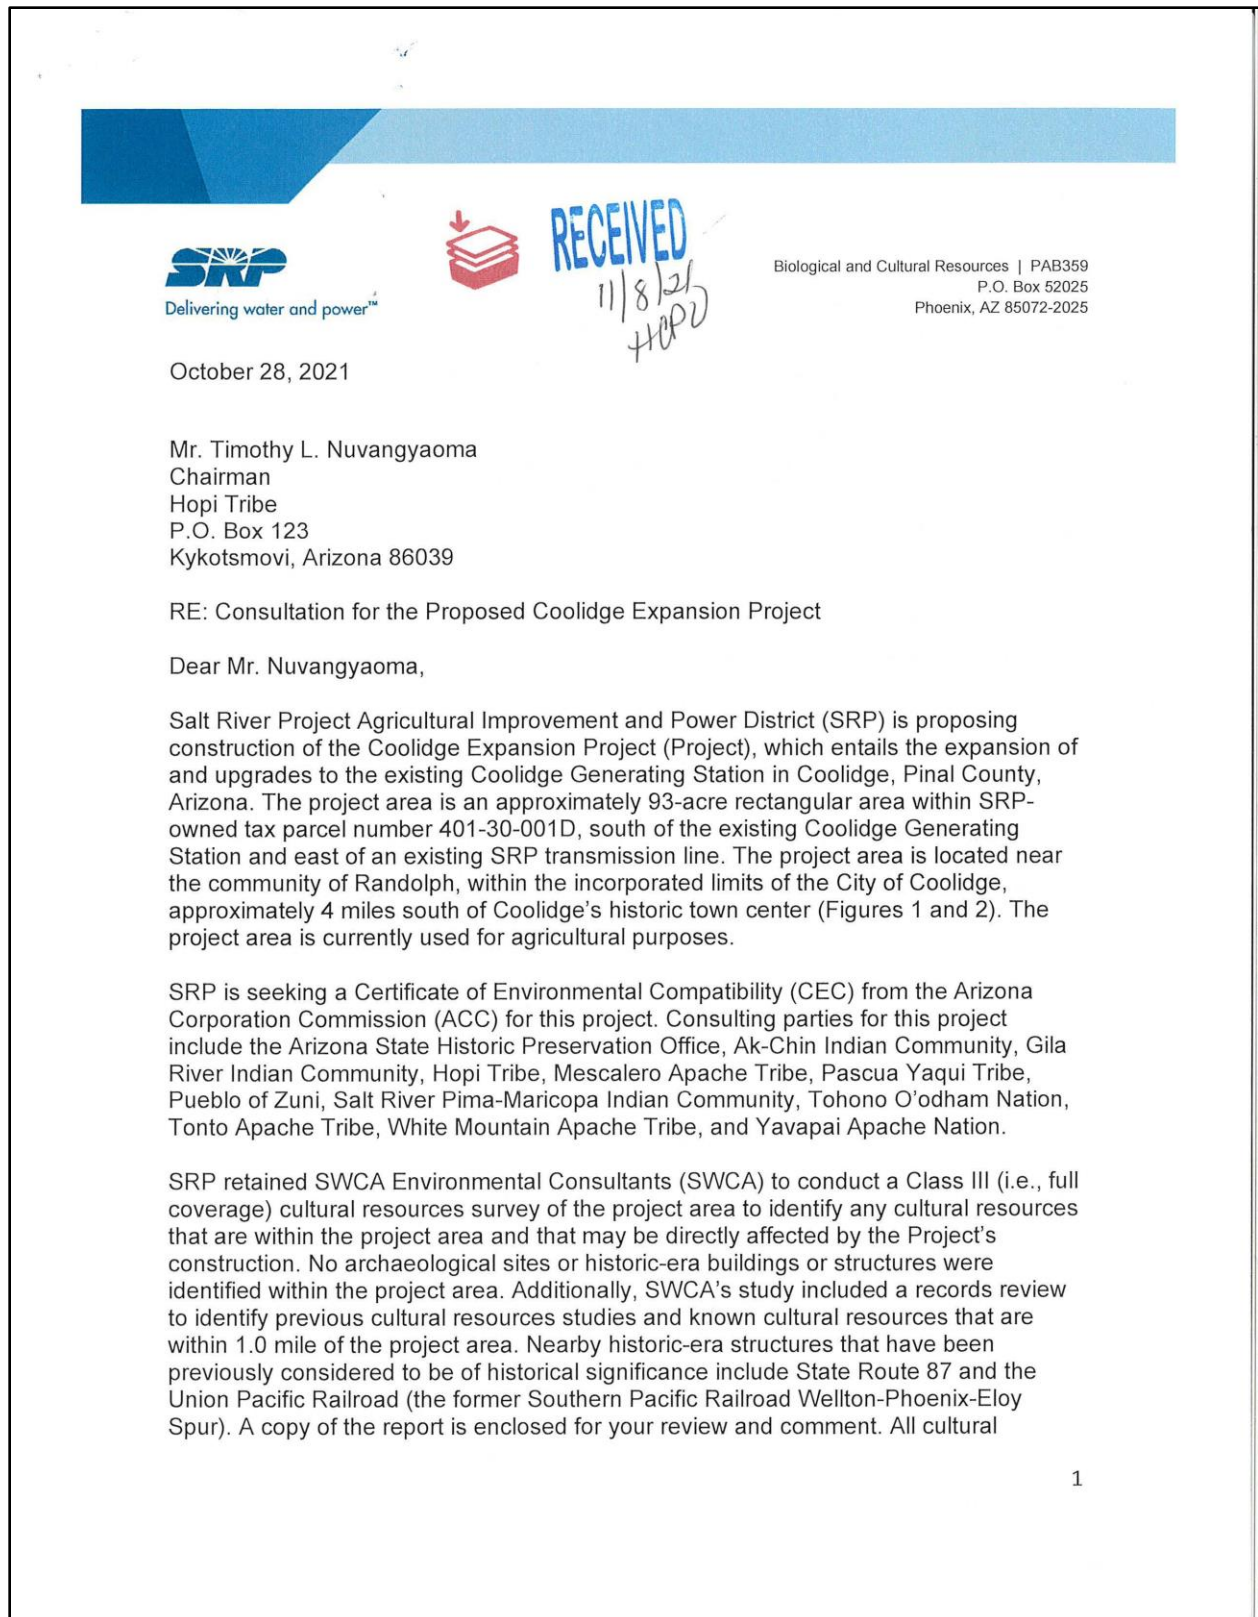 SRP
Delivering water and power™
RECEIVED
11/8/21
HCPO
Biological and Cultural Resources | PAB359
P.O. Box 52025
Phoenix, AZ 85072-2025
October 28, 2021
Mr. Timothy L. Nuvangyaoma
Chairman
Hopi Tribe
P.O. Box 123
Kykotsmovi, Arizona 86039
RE: Consultation for the Proposed Coolidge Expansion Project
Dear Mr. Nuvangyaoma,
Salt River Project Agricultural Improvement and Power District (SRP) is proposing
construction of the Coolidge Expansion Project (Project), which entails the expansion of
and upgrades to the existing Coolidge Generating Station in Coolidge, Pinal County,
Arizona. The project area is an approximately 93-acre rectangular area within SRP-
owned tax parcel number 401-30-001D, south of the existing Coolidge Generating
Station and east of an existing SRP transmission line. The project area is located near
the community of Randolph, within the incorporated limits of the City of Coolidge,
approximately 4 miles south of Coolidge's historic town center (Figures 1 and 2). The
project area is currently used for agricultural purposes.
SRP is seeking a Certificate of Environmental Compatibility (CEC) from the Arizona
Corporation Commission (ACC) for this project. Consulting parties for this project
include the Arizona State Historic Preservation Office, Ak-Chin Indian Community, Gila
River Indian Community, Hopi Tribe, Mescalero Apache Tribe, Pascua Yaqui Tribe,
Pueblo of Zuni, Salt River Pima-Maricopa Indian Community, Tohono O'odham Nation,
Tonto Apache Tribe, White Mountain Apache Tribe, and Yavapai Apache Nation.
SRP retained SWCA Environmental Consultants (SWCA) to conduct a Class III (i.e., full
coverage) cultural resources survey of the project area to identify any cultural resources
that are within the project area and that may be directly affected by the Project's
construction. No archaeological sites or historic-era buildings or structures were
identified within the project area. Additionally, SWCA's study included a records review
to identify previous cultural resources studies and known cultural resources that are
within 1.0 mile of the project area. Nearby historic-era structures that have been
previously considered to be of historical significance include State Route 87 and the
Union Pacific Railroad (the former Southern Pacific Railroad Wellton-Phoenix-Eloy
Spur). A copy of the report is enclosed for your review and comment. All cultural
1